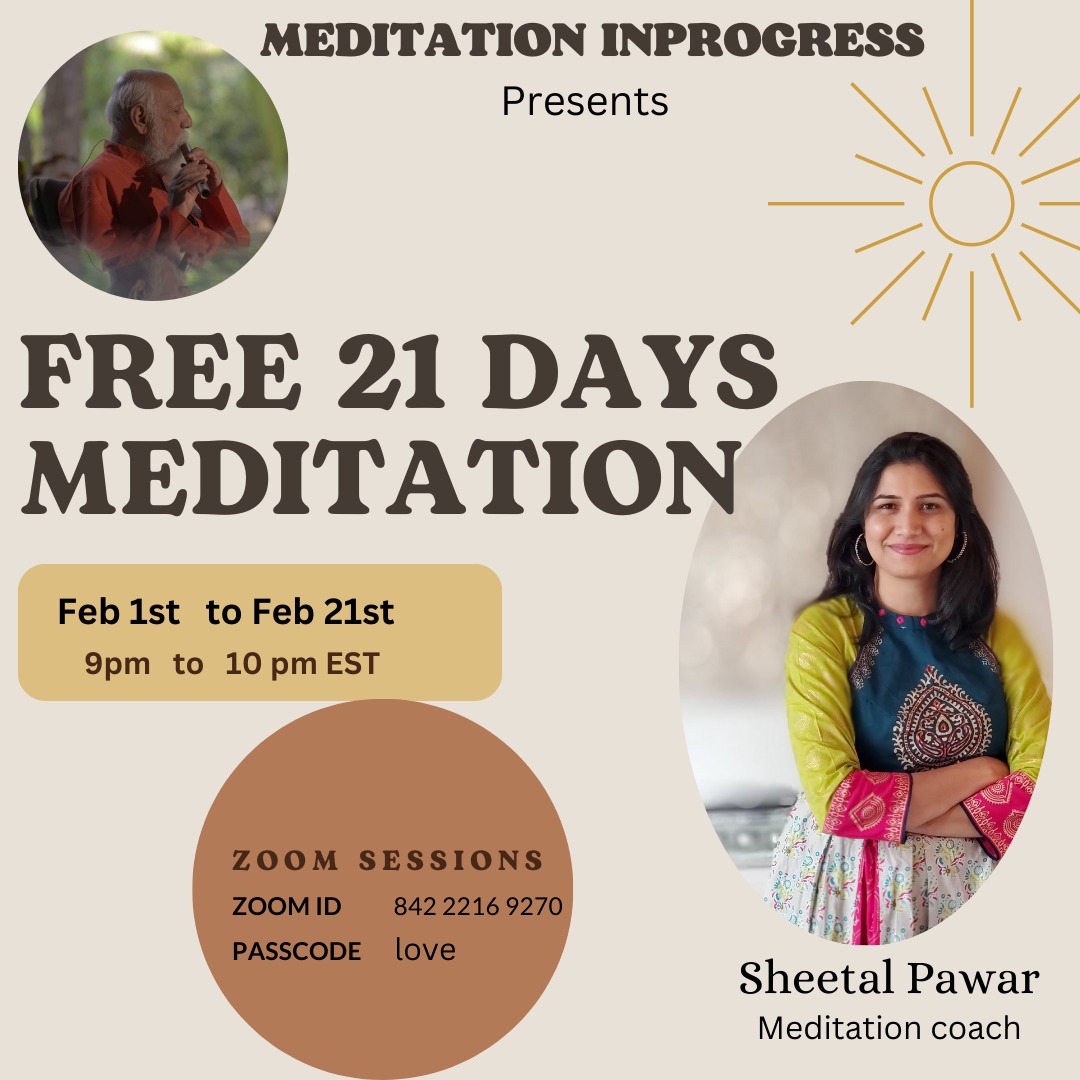 MEDITATION INPROGRESS
Presents
FREE 21 DAYS
MEDITATION
Feb 1st to Feb 21st
9pm to 10 pm EST
ZOOM SESSIONS
ZOOM ID 842 2216 9270
PASSCODE love
Sheetal Pawar
Meditation coach